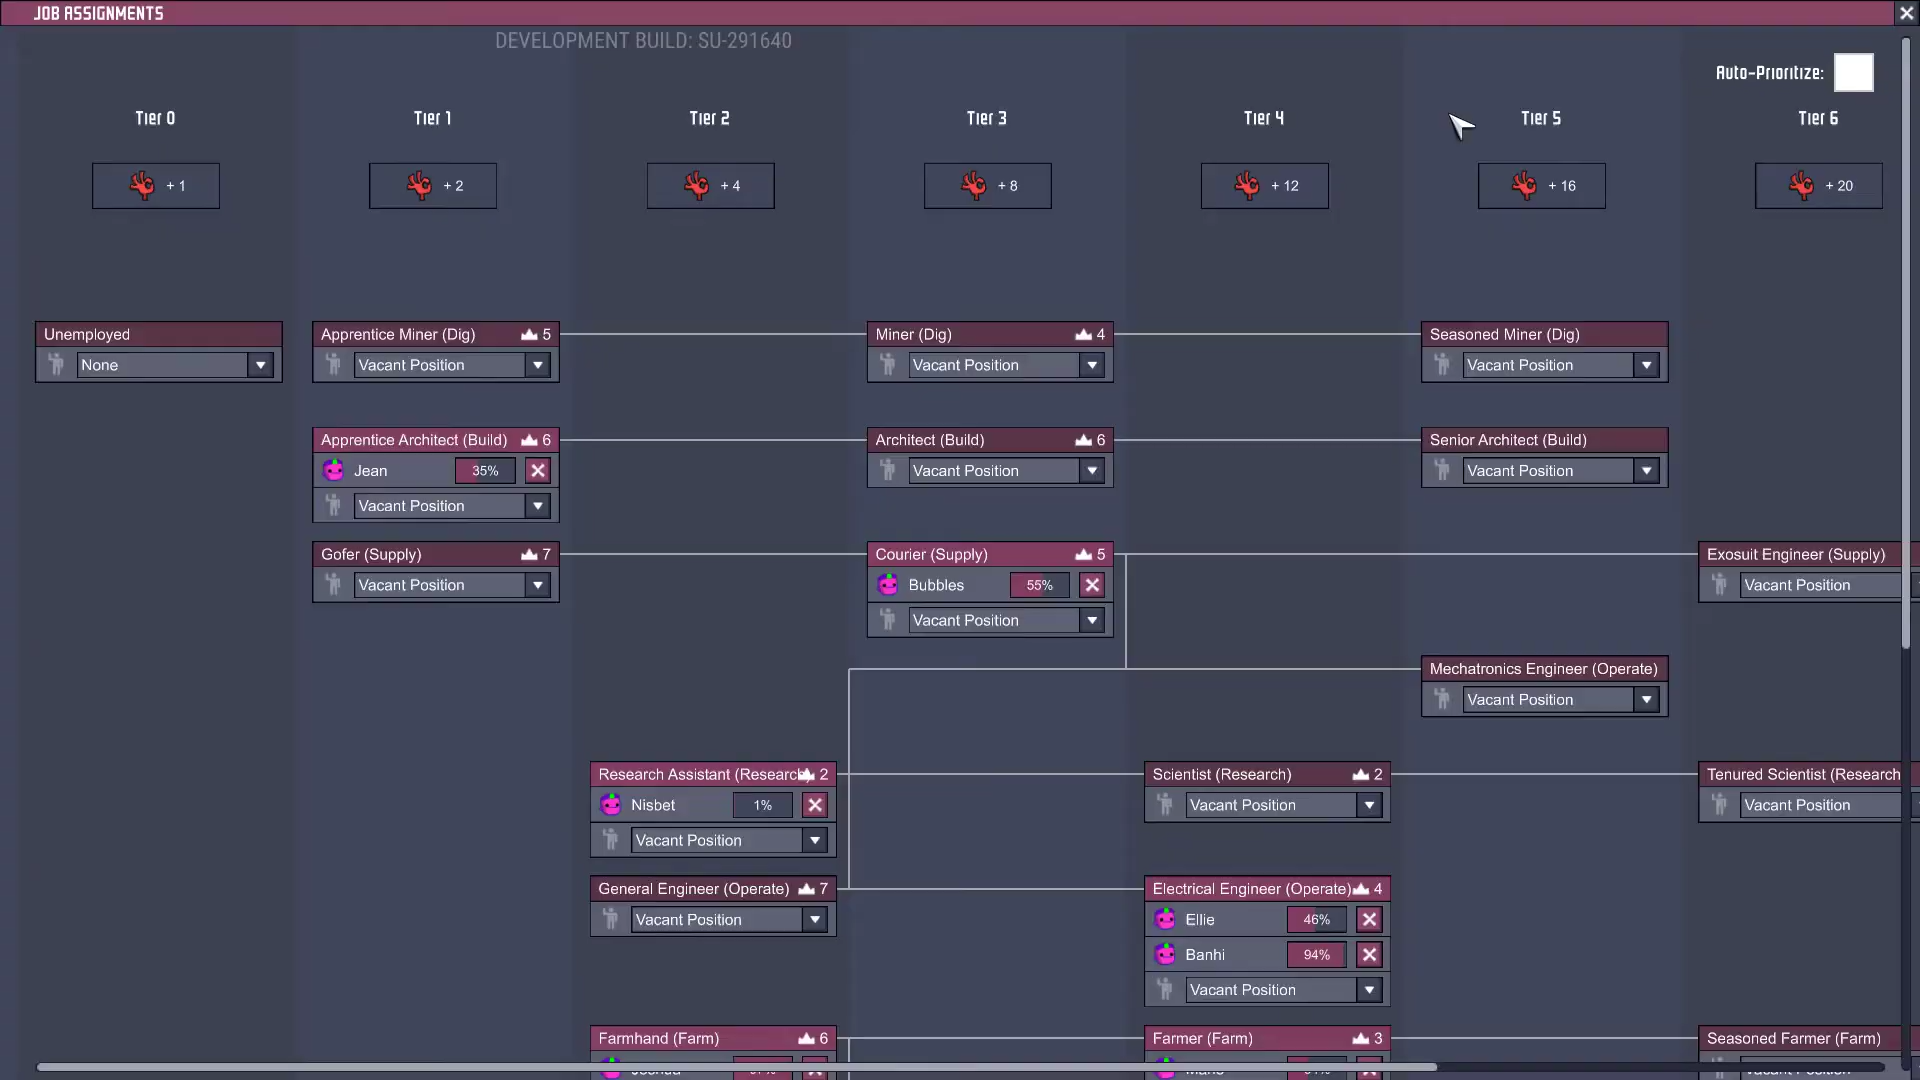 JOB ASSIGNMENTS
DEVELOPMENT BUILD: SU-291640
Auto-Prioritize:
Tier 0
Tier 1
Tier 2
Tier 3
Tier 4
Tier 5
Tier 6
+ 1
+ 2
+ 4
+ 8
+ 12
+ 16
+ 20
Unemployed
None
Apprentice Miner (Dig) 5
Vacant Position
Miner (Dig) 4
Vacant Position
Seasoned Miner (Dig)
Vacant Position
Apprentice Architect (Build) 6
Jean 35%
Vacant Position
Architect (Build) 6
Vacant Position
Senior Architect (Build)
Vacant Position
Gofer (Supply) 7
Vacant Position
Courier (Supply) 5
Bubbles 55%
Vacant Position
Exosuit Engineer (Supply)
Vacant Position
Mechatronics Engineer (Operate)
Vacant Position
Research Assistant (Research 2
Nisbet 1%
Vacant Position
Scientist (Research) 2
Vacant Position
Tenured Scientist (Research
Vacant Position
General Engineer (Operate) 7
Vacant Position
Electrical Engineer (Operate) 4
Ellie 46%
Banhi 94%
Vacant Position
Farmhand (Farm) 6
Farmer (Farm) 3
Seasoned Farmer (Farm)
Vacant Position